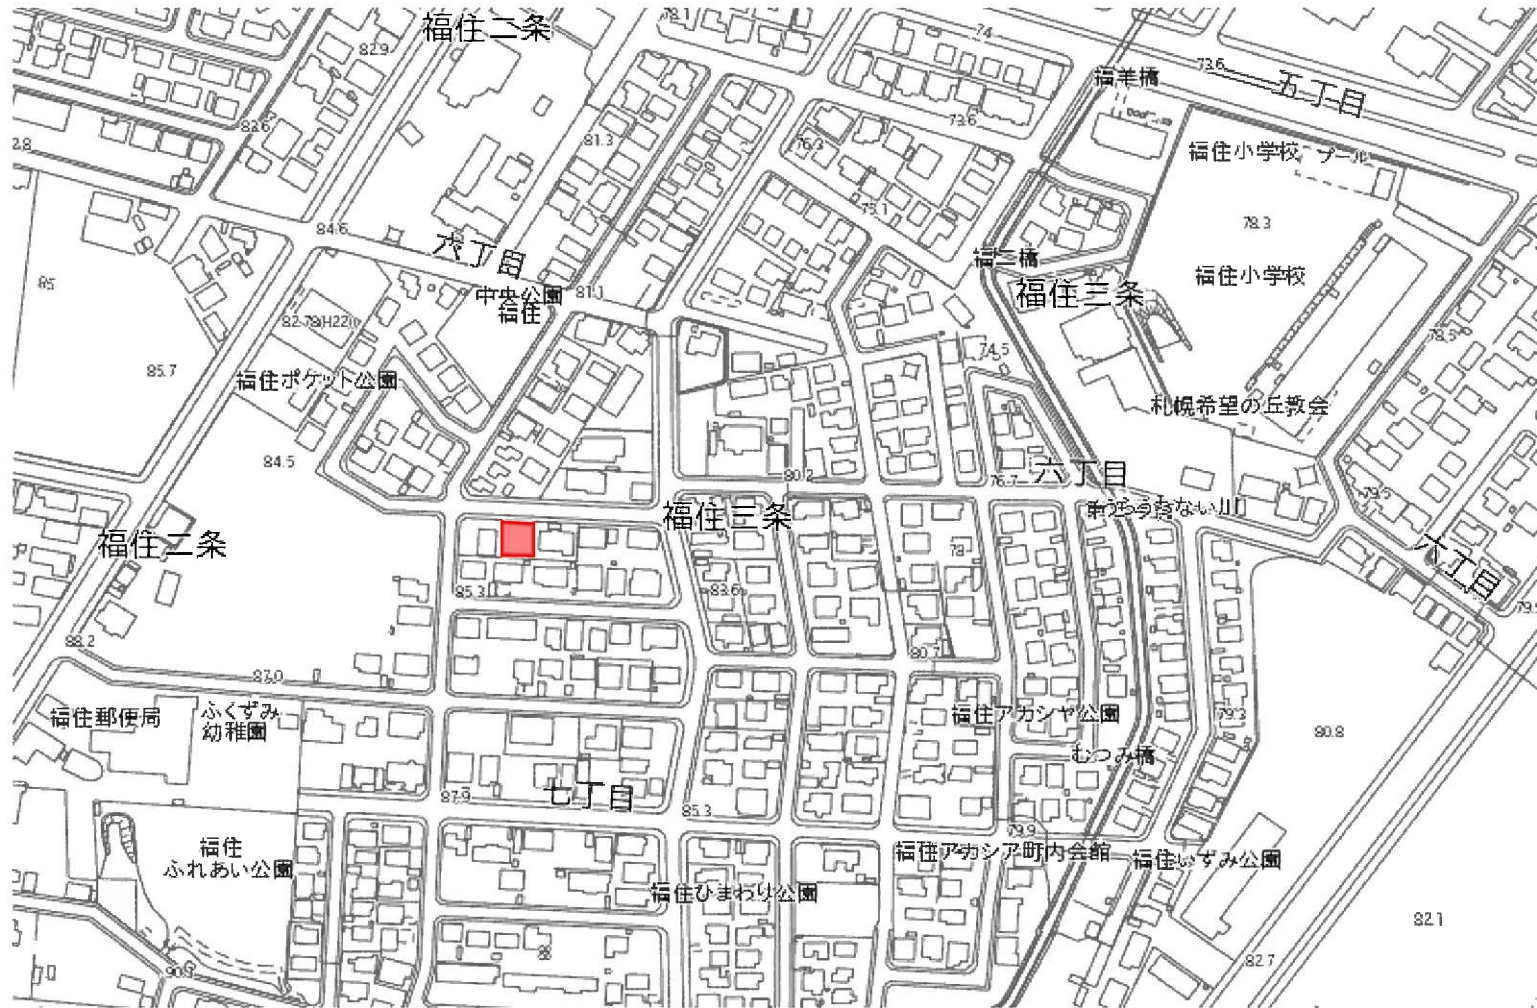 福住二条
78.1
74
82.9
73.6
福羊橋
五丁目
83.6
81.3
76.3
73.6
福住小学校 プール
2.8
75.1
78.3
84.6
六丁目
福二橋
福住小学校
85
中央公園
福住
81.1
福住三条
82.78(H22)
78.5
74.5
85.7
福住ポケット公園
札幌希望の丘教会
84.5
80.2
76.7
六丁目
79.5
福住三条
福住二条
78
六丁目
85.3
83.6
79.
88.2
80.7
87.0
福住郵便局
ふくずみ
幼稚園
福住アカシヤ公園
79.3
80.8
むつみ橋
七丁目
87.9
85.3
79.9
福住
ふれあい公園
福住アカシア町内会館
福住いずみ公園
福住ひまわり公園
82.1
88
82.7